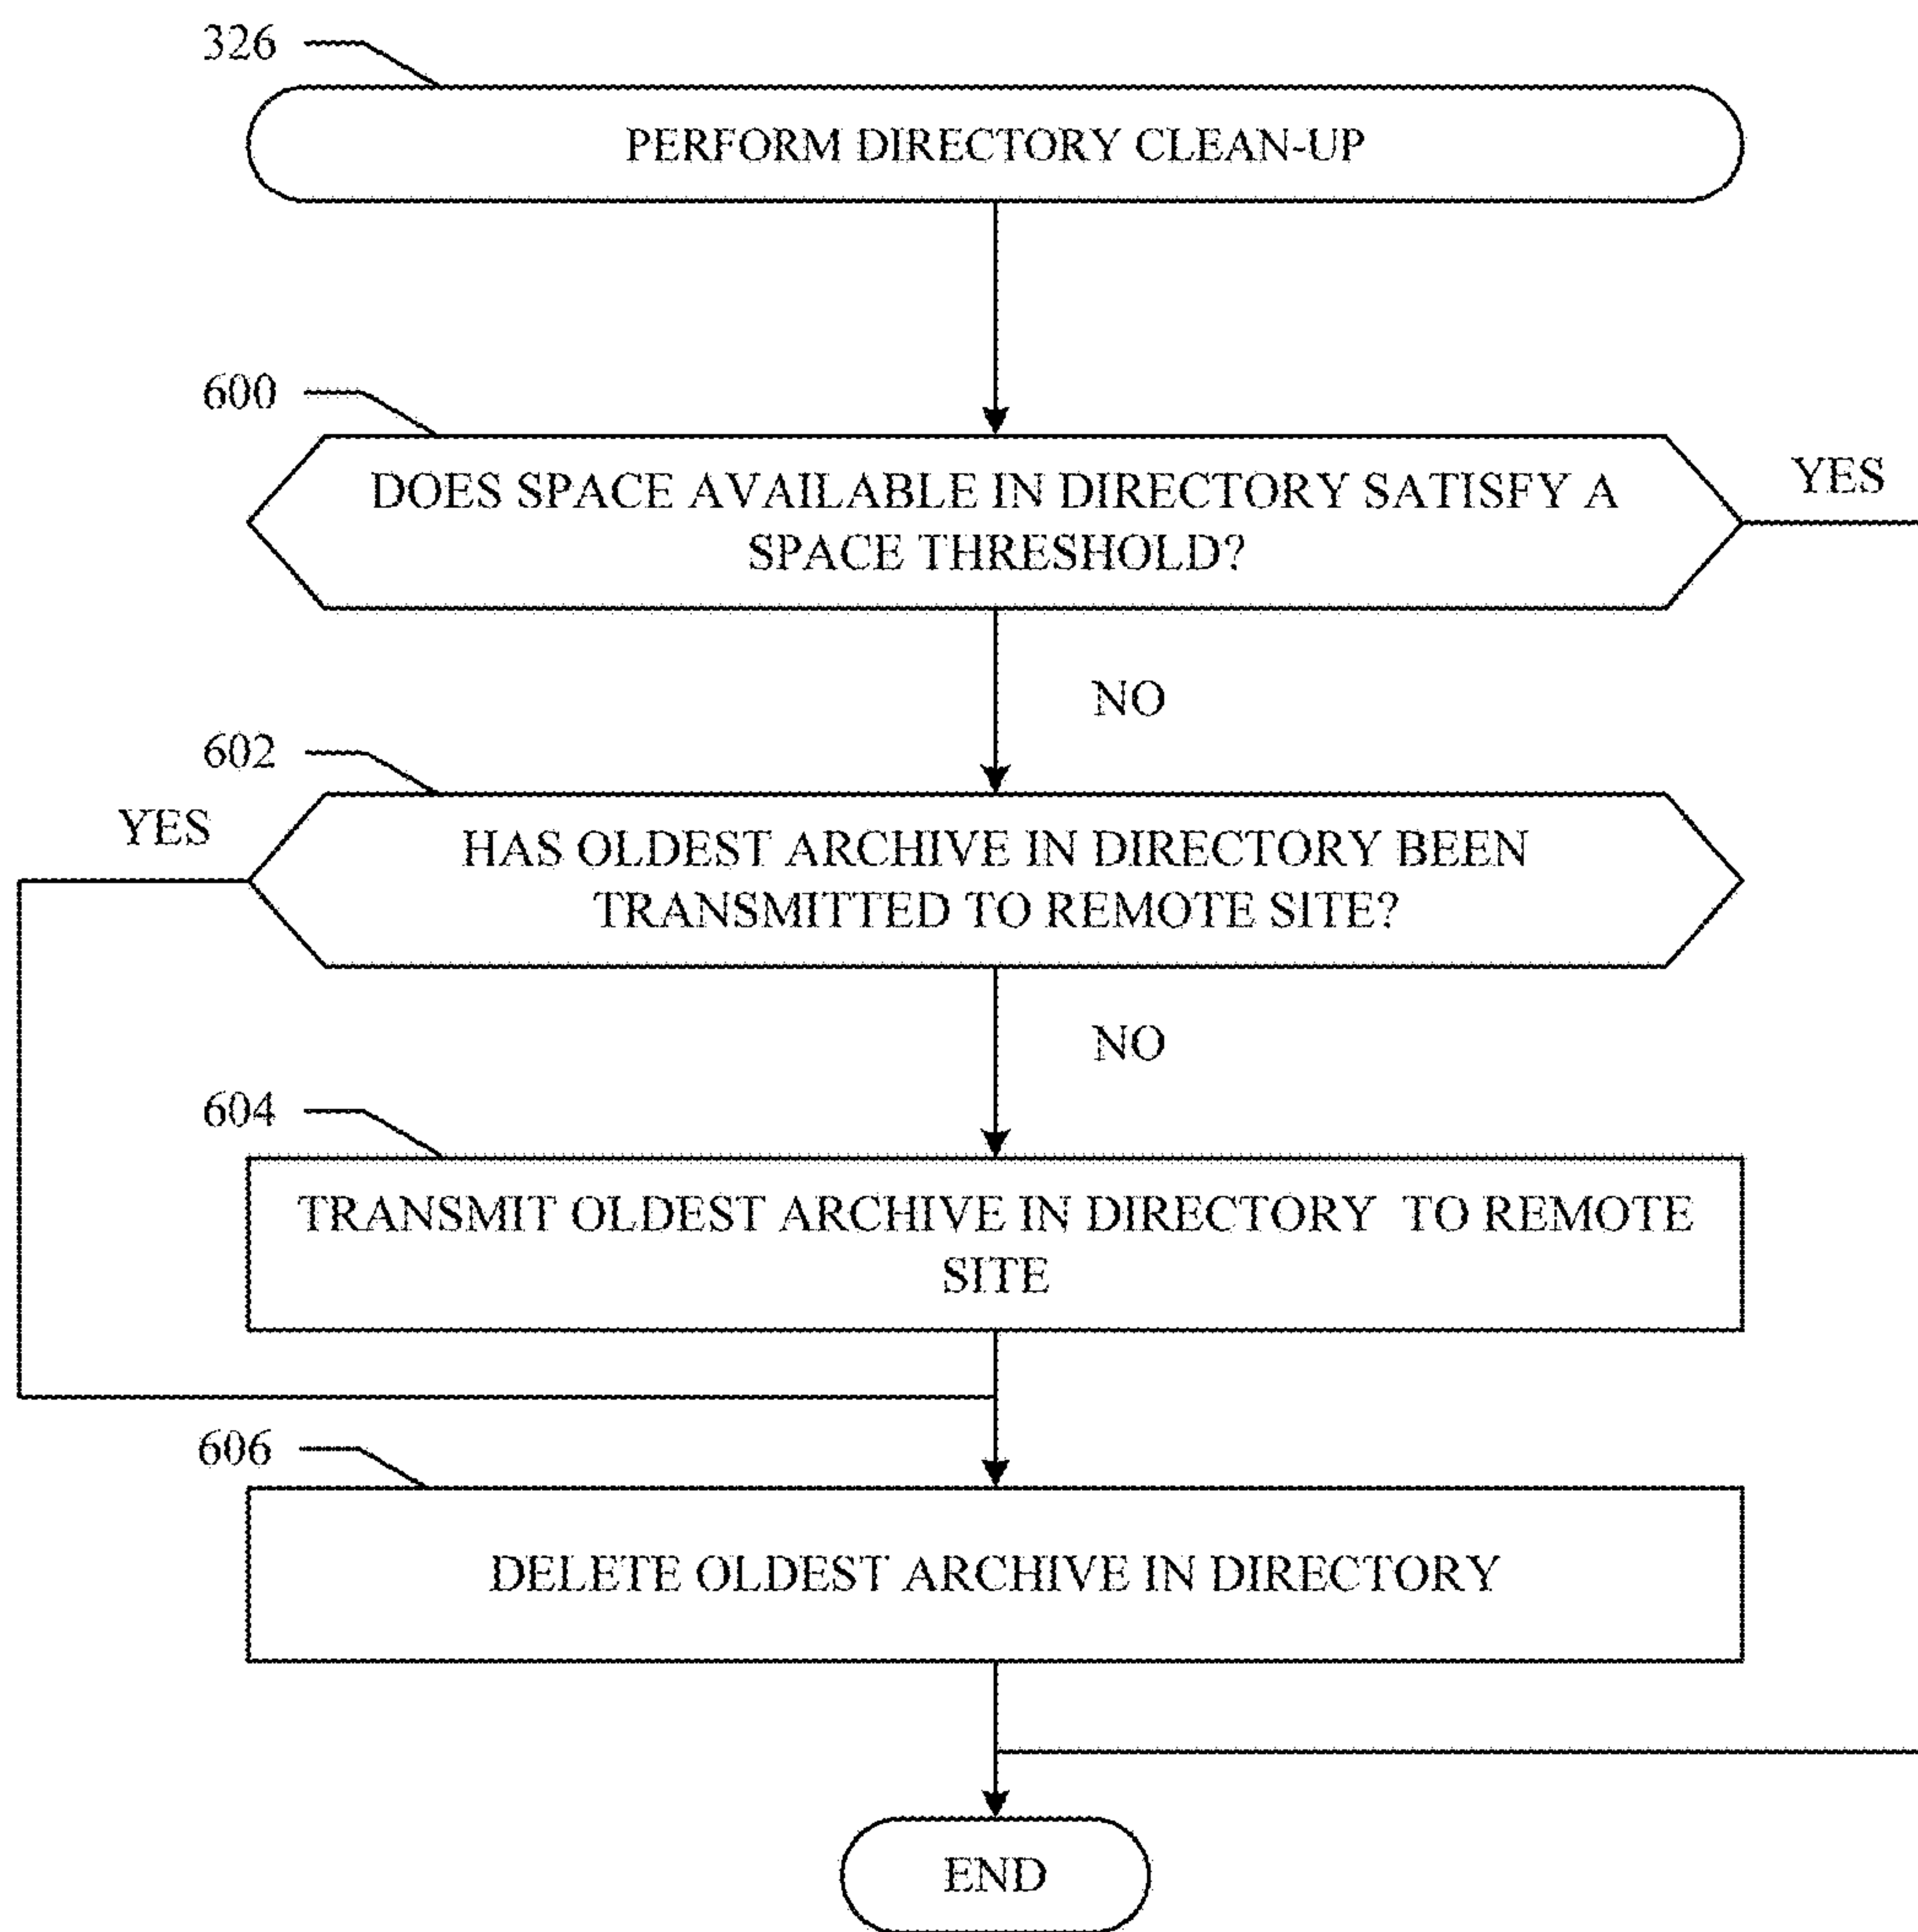 326
PERFORM DIRECTORY CLEAN-UP
600
DOES SPACE AVAILABLE IN DIRECTORY SATISFY A
SPACE THRESHOLD?
YES
NO
602
YES
HAS OLDEST ARCHIVE IN DIRECTORY BEEN
TRANSMITTED TO REMOTE SITE?
NO
604
TRANSMIT OLDEST ARCHIVE IN DIRECTORY TO REMOTE
SITE
606
DELETE OLDEST ARCHIVE IN DIRECTORY
END